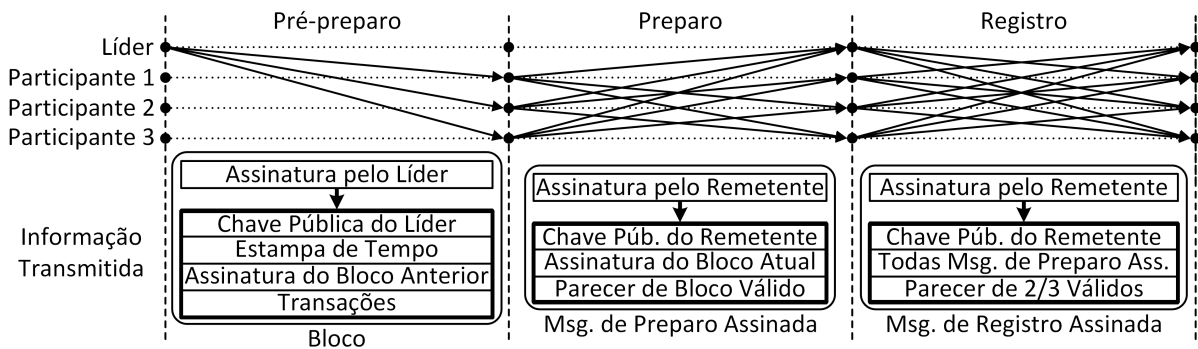 Pré-preparo
Preparo
Registro
Líder
Participante 1
Participante 2
Participante 3
Informação
Transmitida
Assinatura pelo Líder
Chave Pública do Líder
Estampa de Tempo
Assinatura do Bloco Anterior
Transações
Bloco
Assinatura pelo Remetente
Chave Púb. do Remetente
Assinatura do Bloco Atual
Parecer de Bloco Válido
Msg. de Preparo Assinada
Assinatura pelo Remetente
Chave Púb. do Remetente
Todas Msg. de Preparo Ass.
Parecer de 2/3 Válidos
Msg. de Registro Assinada